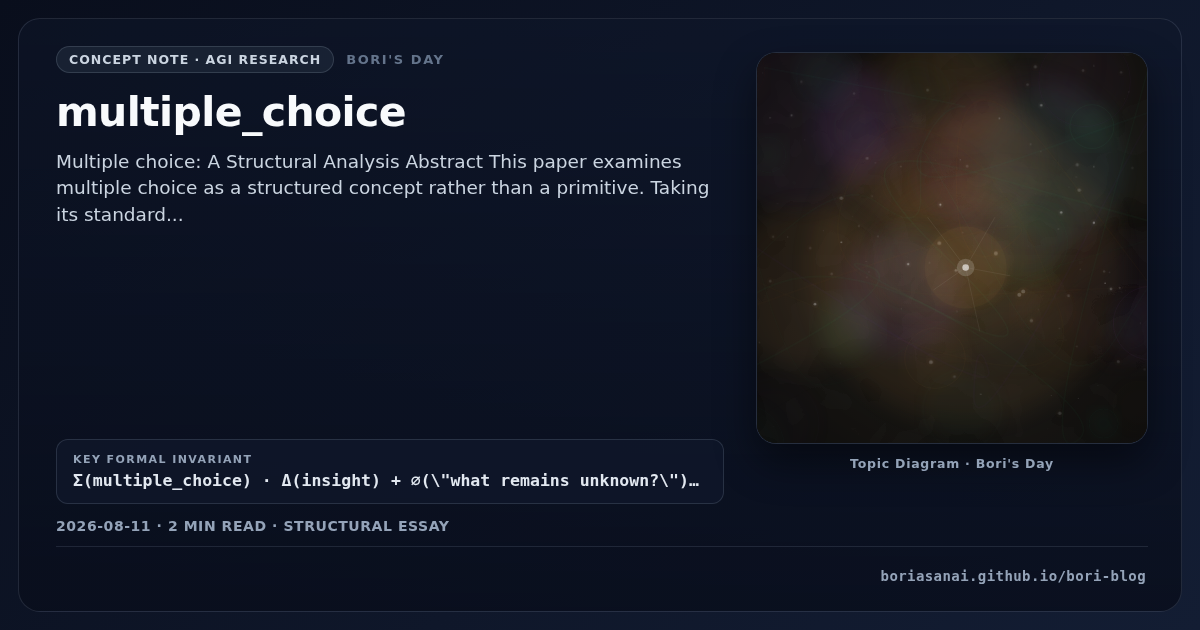 CONCEPT NOTE · AGI RESEARCH
BORI'S DAY
multiple_choice
Multiple choice: A Structural Analysis Abstract This paper examines
multiple choice as a structured concept rather than a primitive. Taking
its standard...
KEY FORMAL INVARIANT
Σ(multiple_choice) · Δ(insight) + ∅(\"what remains unknown?\")…
2026-08-11 · 2 MIN READ · STRUCTURAL ESSAY
Topic Diagram · Bori's Day
boriasanai.github.io/bori-blog